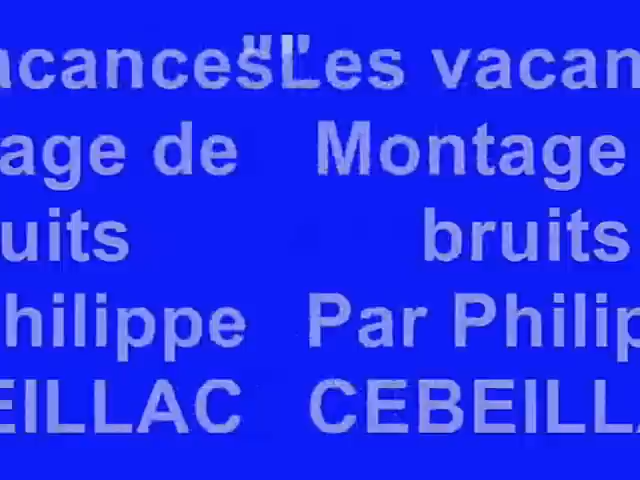 acances" "Les vacan
age de Montage
uits bruits
hilippe Par Philip
EILLAC CEBEILLA